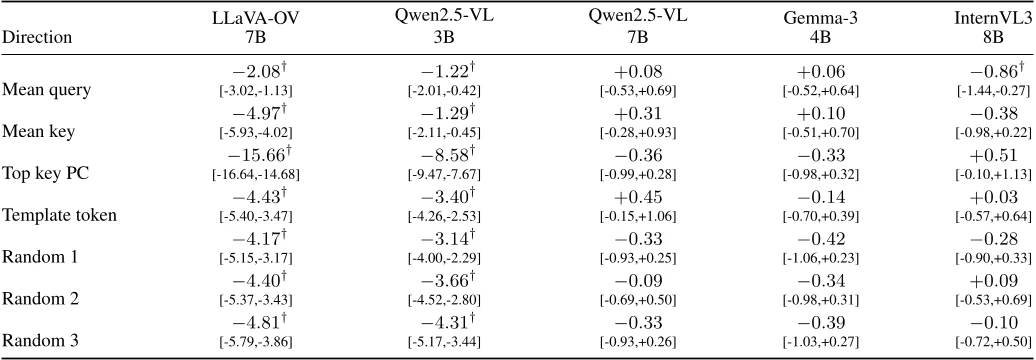 LLaVA-OV Qwen2.5-VL Qwen2.5-VL Gemma-3 InternVL3
Direction 7B 3B 7B 4B 8B
−2.08† −1.22† +0.08 +0.06 −0.86†
Mean query [-3.02,-1.13] [-2.01,-0.42] [-0.53,+0.69] [-0.52,+0.64] [-1.44,-0.27]
−4.97† −1.29† +0.31 +0.10 −0.38
Mean key [-5.93,-4.02] [-2.11,-0.45] [-0.28,+0.93] [-0.51,+0.70] [-0.98,+0.22]
−15.66† −8.58† −0.36 −0.33 +0.51
Top key PC [-16.64,-14.68] [-9.47,-7.67] [-0.99,+0.28] [-0.98,+0.32] [-0.10,+1.13]
−4.43† −3.40† +0.45 −0.14 +0.03
Template token [-5.40,-3.47] [-4.26,-2.53] [-0.15,+1.06] [-0.70,+0.39] [-0.57,+0.64]
−4.17† −3.14† −0.33 −0.42 −0.28
Random 1 [-5.15,-3.17] [-4.00,-2.29] [-0.93,+0.25] [-1.06,+0.23] [-0.90,+0.33]
−4.40† −3.66† −0.09 −0.34 +0.09
Random 2 [-5.37,-3.43] [-4.52,-2.80] [-0.69,+0.50] [-0.98,+0.31] [-0.53,+0.69]
−4.81† −4.31† −0.33 −0.39 −0.10
Random 3 [-5.79,-3.86] [-5.17,-3.44] [-0.93,+0.26] [-1.03,+0.27] [-0.72,+0.50]